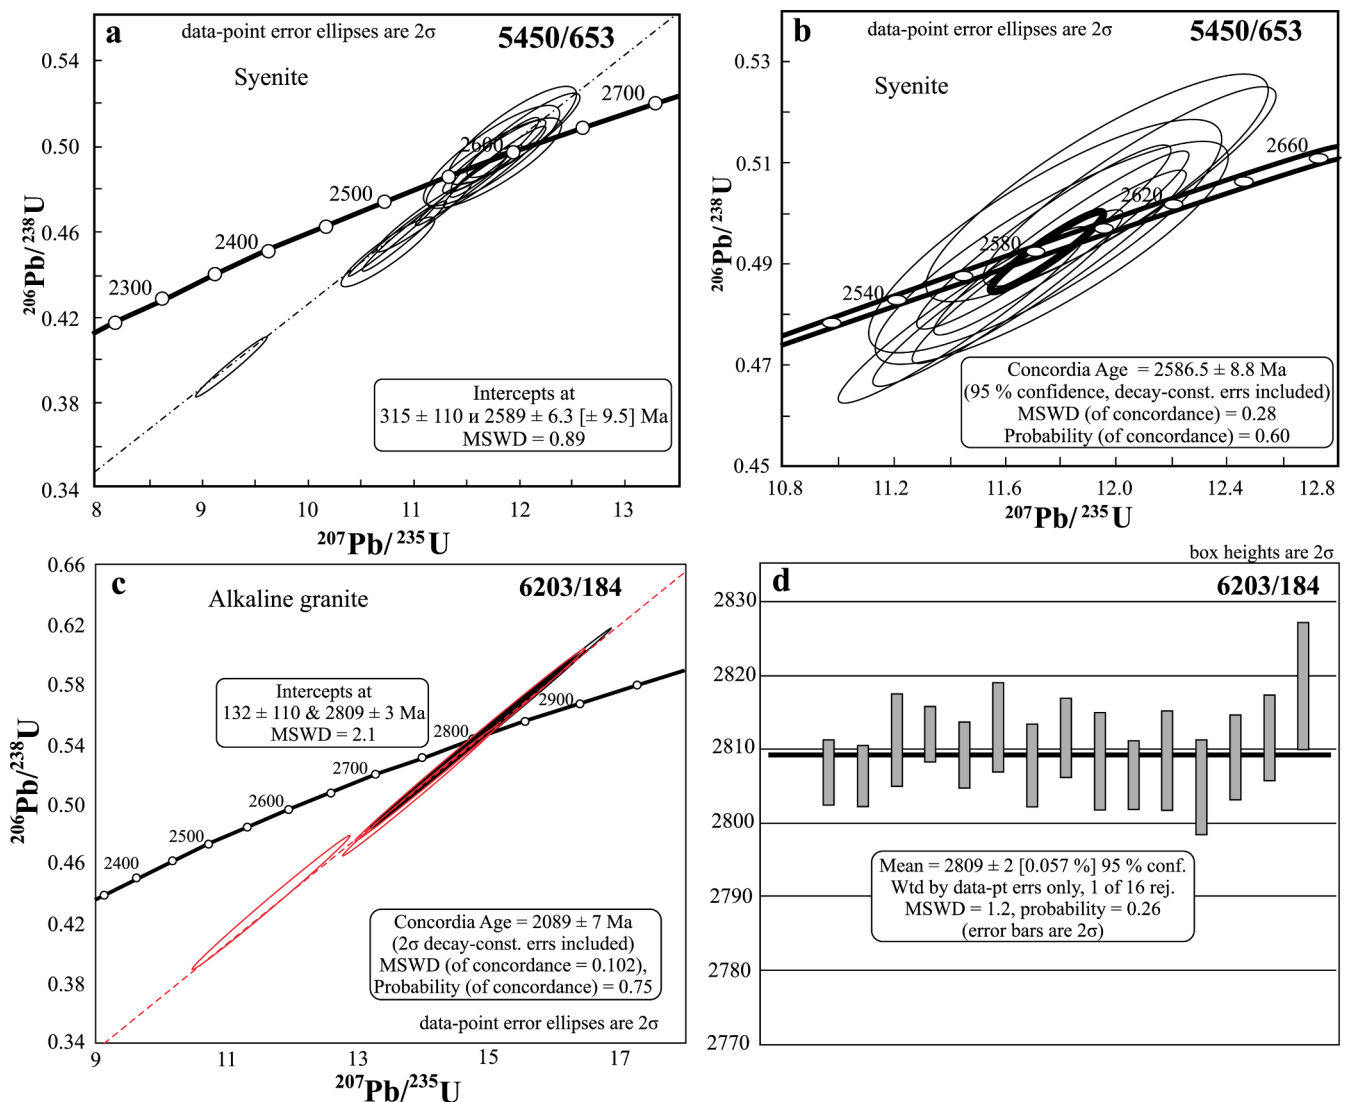 a
data-point error ellipses are 2σ
5450/653
Syenite
0.54
0.50
0.46
0.42
0.38
0.34
2300
2400
2500
2600
2700
Intercepts at
315 ± 110 и 2589 ± 6.3 [± 9.5] Ma
MSWD = 0.89
8
9
10
11
12
13
206Pb/238U
207Pb/235U
b
data-point error ellipses are 2σ
5450/653
Syenite
0.53
0.51
0.49
0.47
0.45
2540
2580
2620
2660
Concordia Age = 2586.5 ± 8.8 Ma
(95 % confidence, decay-const. errs included)
MSWD (of concordance) = 0.28
Probability (of concordance) = 0.60
10.8
11.2
11.6
12.0
12.4
12.8
206Pb/238U
207Pb/235U
c
Alkaline granite
6203/184
0.66
0.62
0.58
0.54
0.50
0.46
0.42
0.38
0.34
Intercepts at
132 ± 110 & 2809 ± 3 Ma
MSWD = 2.1
2400
2500
2600
2700
2800
2900
Concordia Age = 2089 ± 7 Ma
(2σ decay-const. errs included)
MSWD (of concordance = 0.102),
Probability (of concordance) = 0.75
data-point error ellipses are 2σ
9
11
13
15
17
206Pb/238U
207Pb/235U
box heights are 2σ
d
6203/184
2830
2820
2810
2800
2790
2780
2770
Mean = 2809 ± 2 [0.057 %] 95 % conf.
Wtd by data-pt errs only, 1 of 16 rej.
MSWD = 1.2, probability = 0.26
(error bars are 2σ)